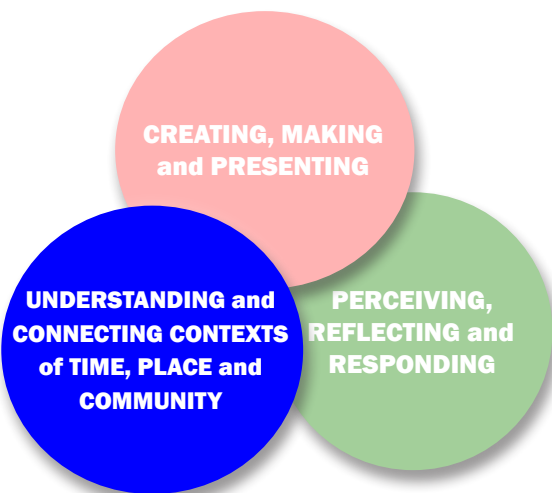 CREATING, MAKING
and PRESENTING
UNDERSTANDING and
CONNECTING CONTEXTS
of TIME, PLACE and
COMMUNITY
PERCEIVING,
REFLECTING and
RESPONDING